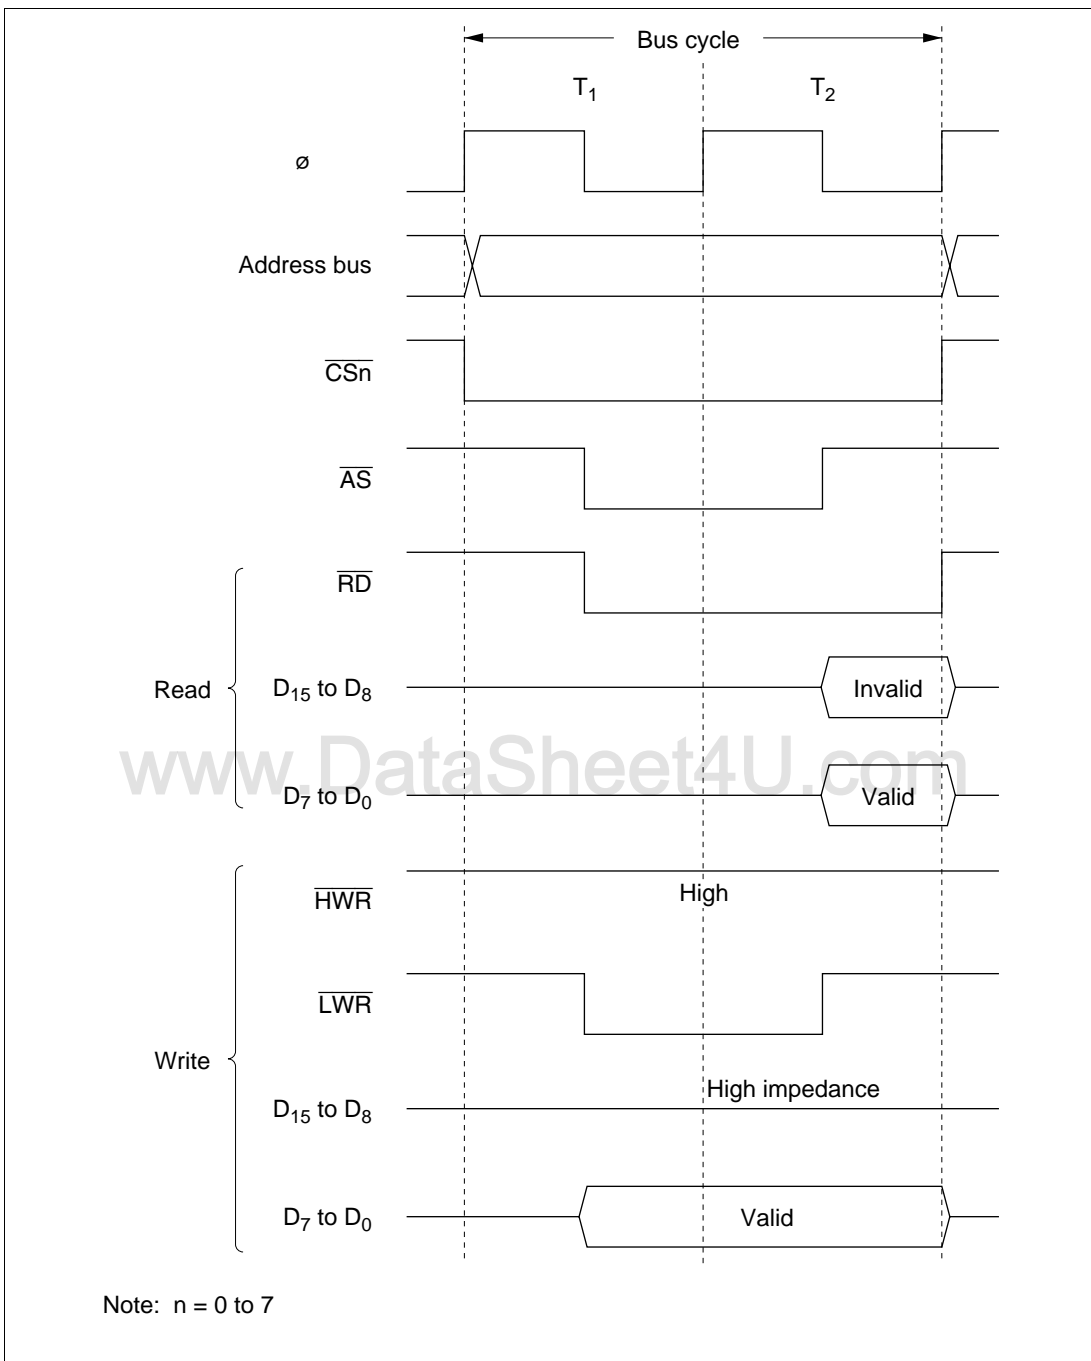 Bus cycle
T1 T2
ø
Address bus
CSn
AS
RD
Read D15 to D8 Invalid
www.DataSheet4U.com
D7 to D0 Valid
HWR High
LWR
Write
D15 to D8 High impedance
D7 to D0 Valid
Note: n = 0 to 7